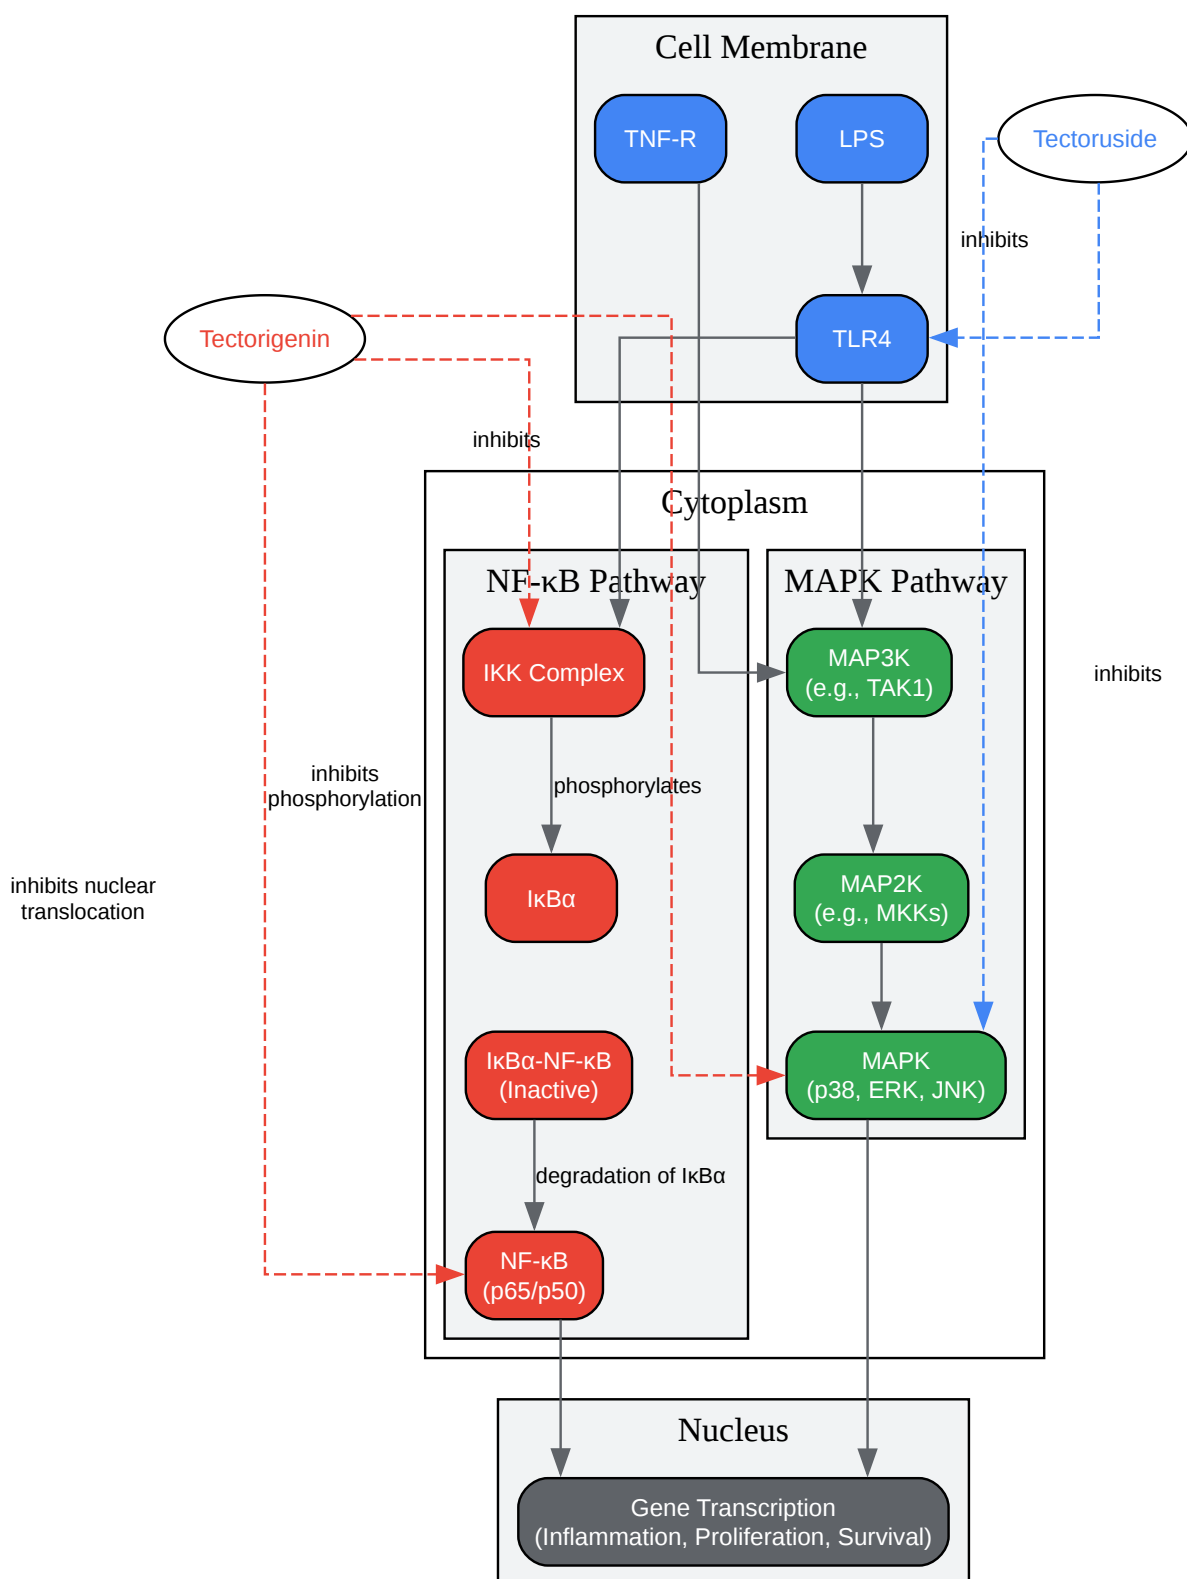 Cell Membrane
TNF-R
LPS
Tectoruside
inhibits
Tectorigenin
TLR4
inhibits
Cytoplasm
NF-κB Pathway
MAPK Pathway
IKK Complex
MAP3K
(e.g., TAK1)
inhibits
inhibits
phosphorylation
phosphorylates
inhibits nuclear
translocation
IκBα
MAP2K
(e.g., MKKs)
IκBα-NF-κB
(Inactive)
MAPK
(p38, ERK, JNK)
degradation of IκBα
NF-κB
(p65/p50)
Nucleus
Gene Transcription
(Inflammation, Proliferation, Survival)